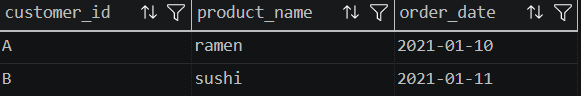 customer_id product_name order_date
A ramen 2021-01-10
B sushi 2021-01-11